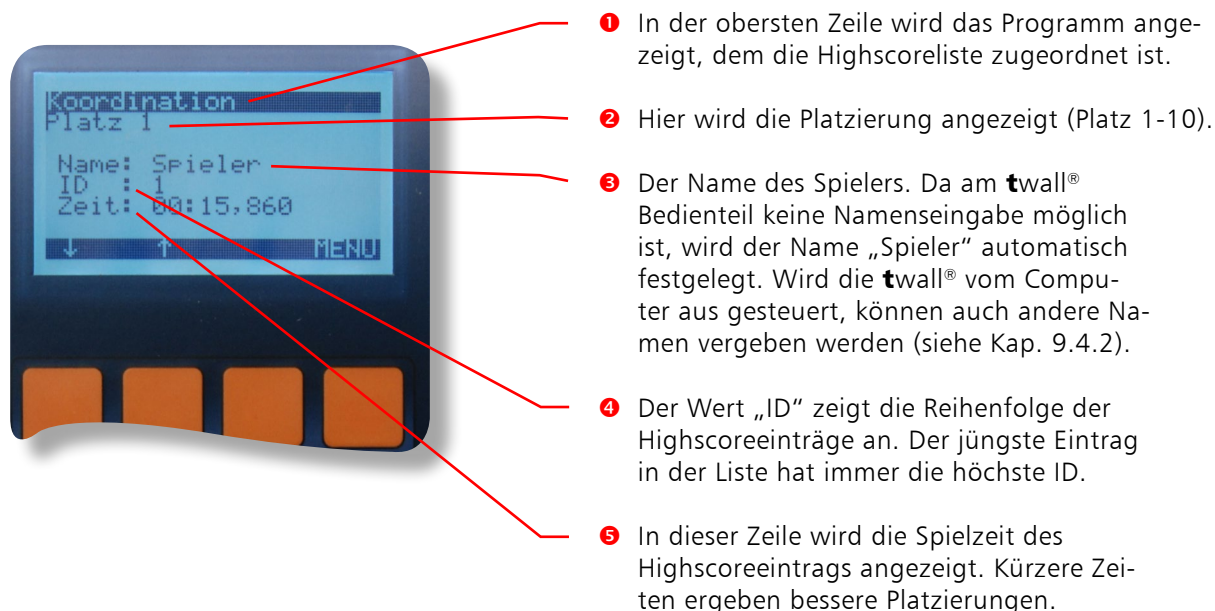 Koordination
Platz 1
Name: Spieler
ID : 1
Zeit: 00:15,860
↓ ↑ MENU
❶ In der obersten Zeile wird das Programm ange-
zeigt, dem die Highscoreliste zugeordnet ist.
❷ Hier wird die Platzierung angezeigt (Platz 1-10).
❸ Der Name des Spielers. Da am twall®
Bedienteil keine Namenseingabe möglich
ist, wird der Name „Spieler“ automatisch
festgelegt. Wird die twall® vom Compu-
ter aus gesteuert, können auch andere Na-
men vergeben werden (siehe Kap. 9.4.2).
❹ Der Wert „ID“ zeigt die Reihenfolge der
Highscoreeinträge an. Der jüngste Eintrag
in der Liste hat immer die höchste ID.
❺ In dieser Zeile wird die Spielzeit des
Highscoreeintrags angezeigt. Kürzere Zei-
ten ergeben bessere Platzierungen.